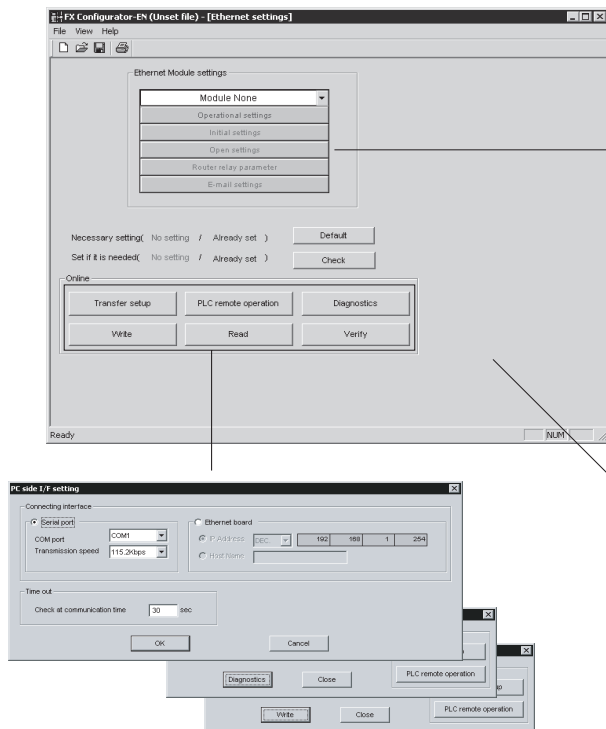 FX Configurator-EN (Unset file) - [Ethernet settings]
File View Help
Ethernet Module settings
Module None
Operational settings
Initial settings
Open settings
Router relay parameter
E-mail settings
Necessary setting( No setting / Already set ) Default
Set if it is needed( No setting / Already set ) Check
Online
Transfer setup PLC remote operation Diagnostics
Write Read Verify
Ready NUM
PC side I/F setting
Connecting interface
Serial port Ethernet board
COM port COM1 IP Address DEC. 192 168 1 254
Transmission speed 115.2Kbps Host Name
Time out
Check at communication time 30 sec
OK Cancel
Diagnostics Close PLC remote operation
Write Close PLC remote operation